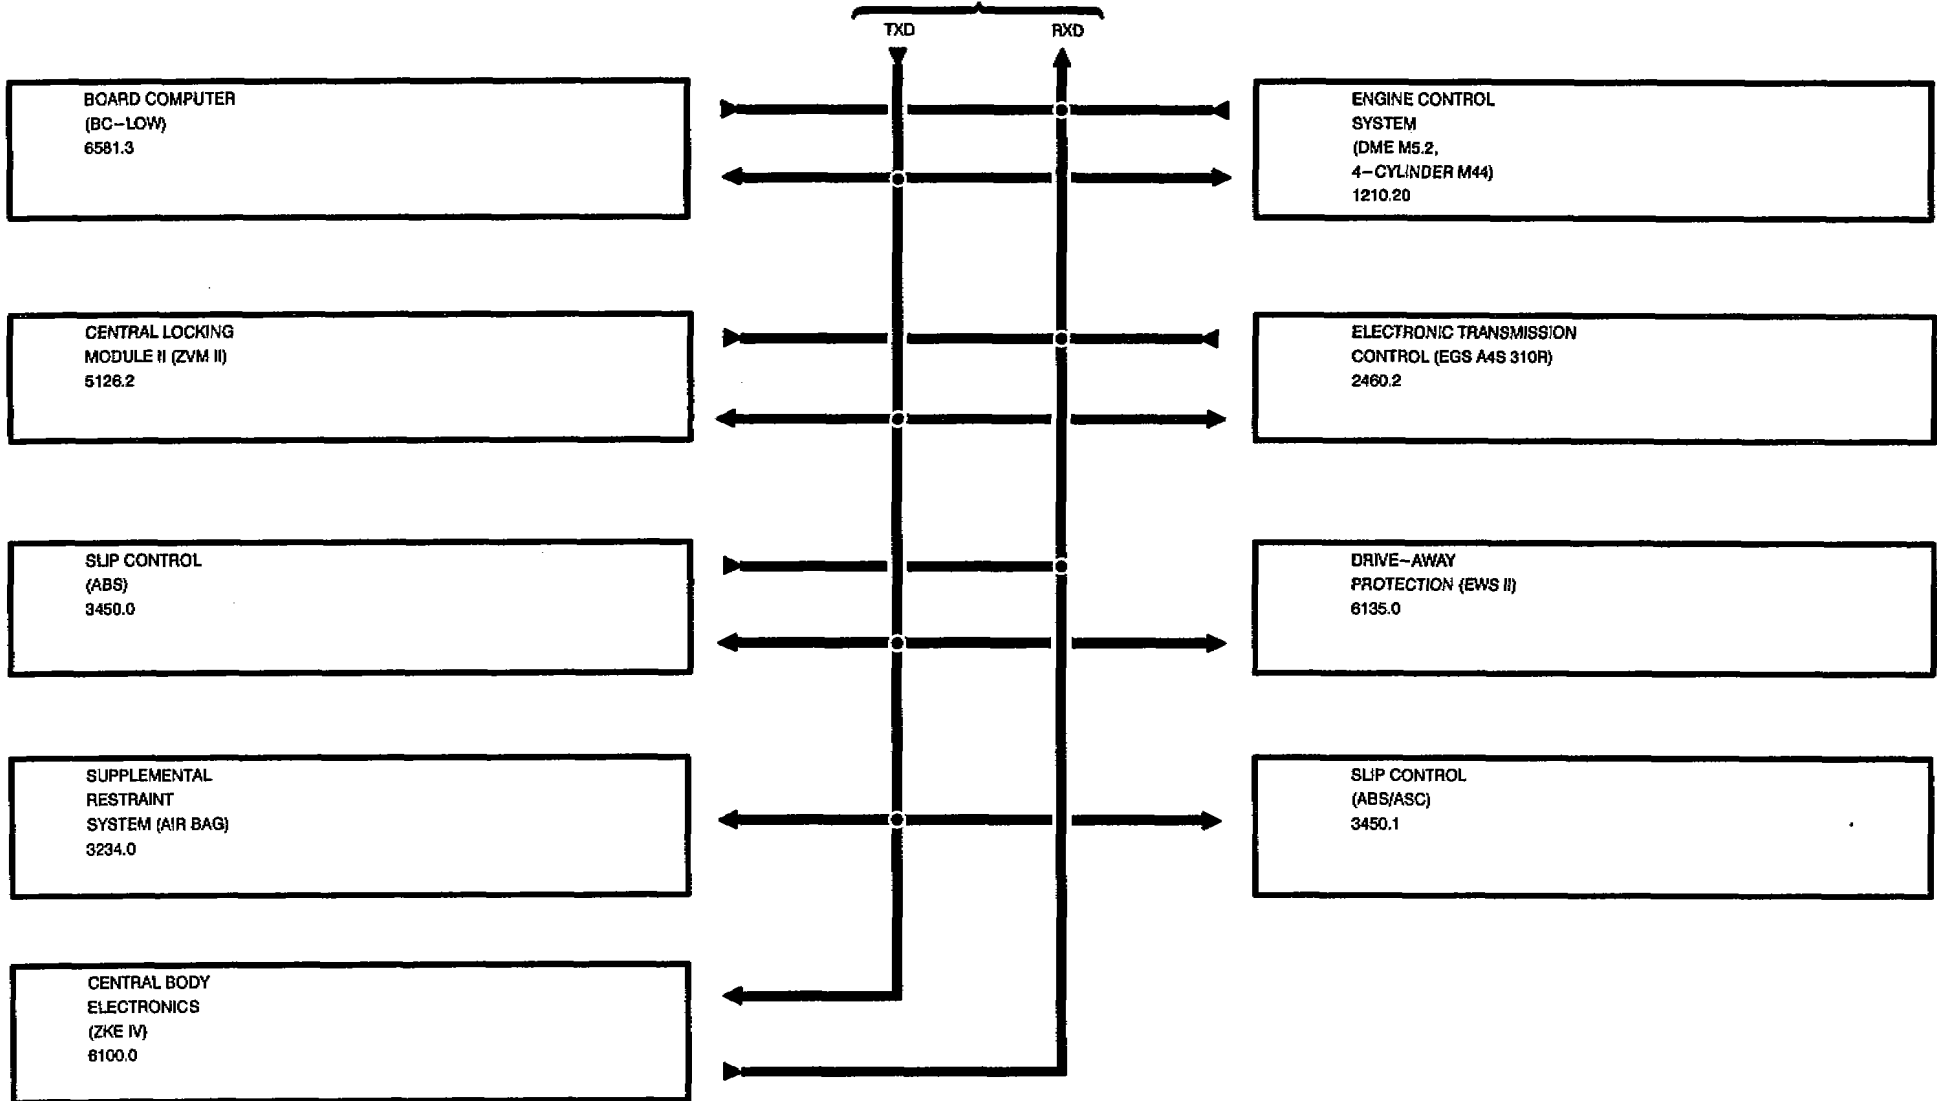 TXD
RXD
BOARD COMPUTER
(BC-LOW)
6581.3
ENGINE CONTROL
SYSTEM
(DME M5.2,
4-CYLINDER M44)
1210.20
CENTRAL LOCKING
MODULE II (ZVM II)
5126.2
ELECTRONIC TRANSMISSION
CONTROL (EGS A4S 310R)
2460.2
SLIP CONTROL
(ABS)
3450.0
DRIVE-AWAY
PROTECTION (EWS II)
6135.0
SUPPLEMENTAL
RESTRAINT
SYSTEM (AIR BAG)
3234.0
SLIP CONTROL
(ABS/ASC)
3450.1
CENTRAL BODY
ELECTRONICS
(ZKE IV)
6100.0